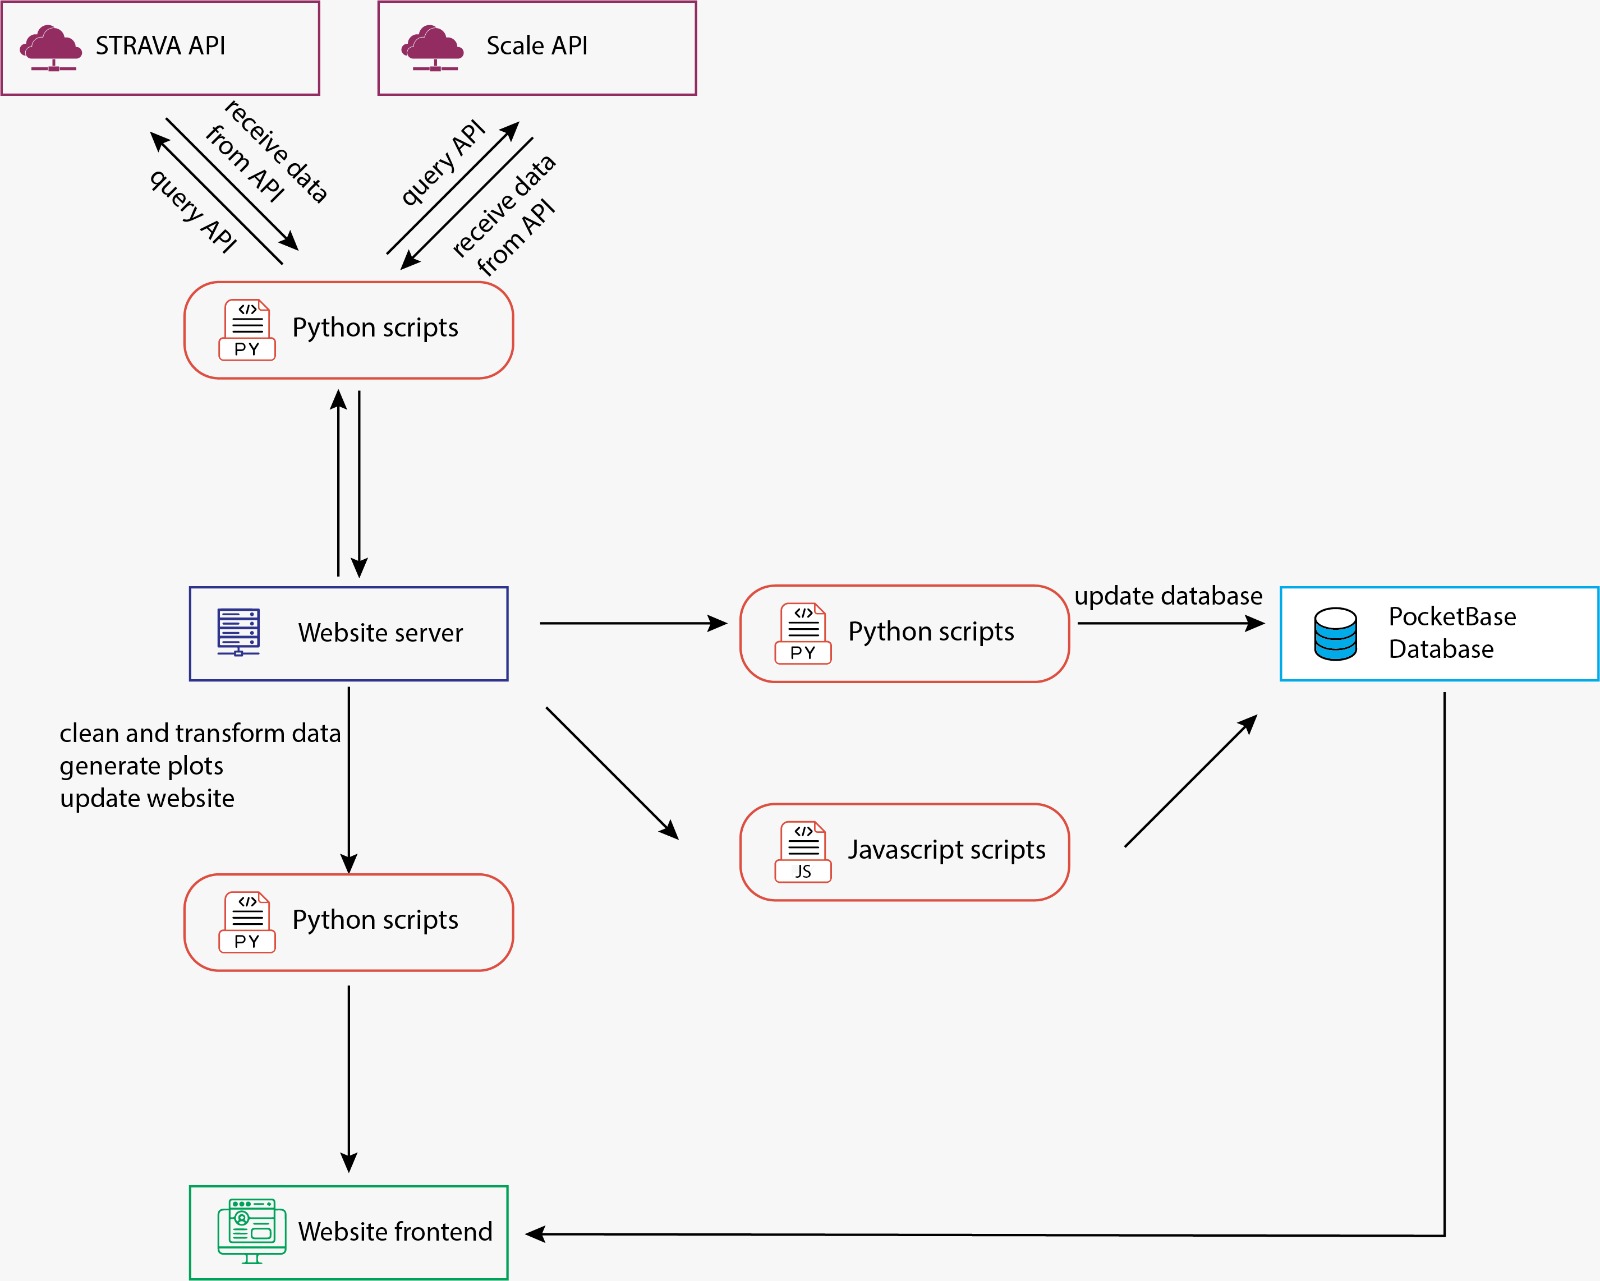 STRAVA API
Scale API
receive data
from API
query API
query API
receive data
from API
</>
PY
Python scripts
Website server
</>
PY
Python scripts
update database
PocketBase
Database
clean and transform data
generate plots
update website
</>
JS
Javascript scripts
</>
PY
Python scripts
Website frontend